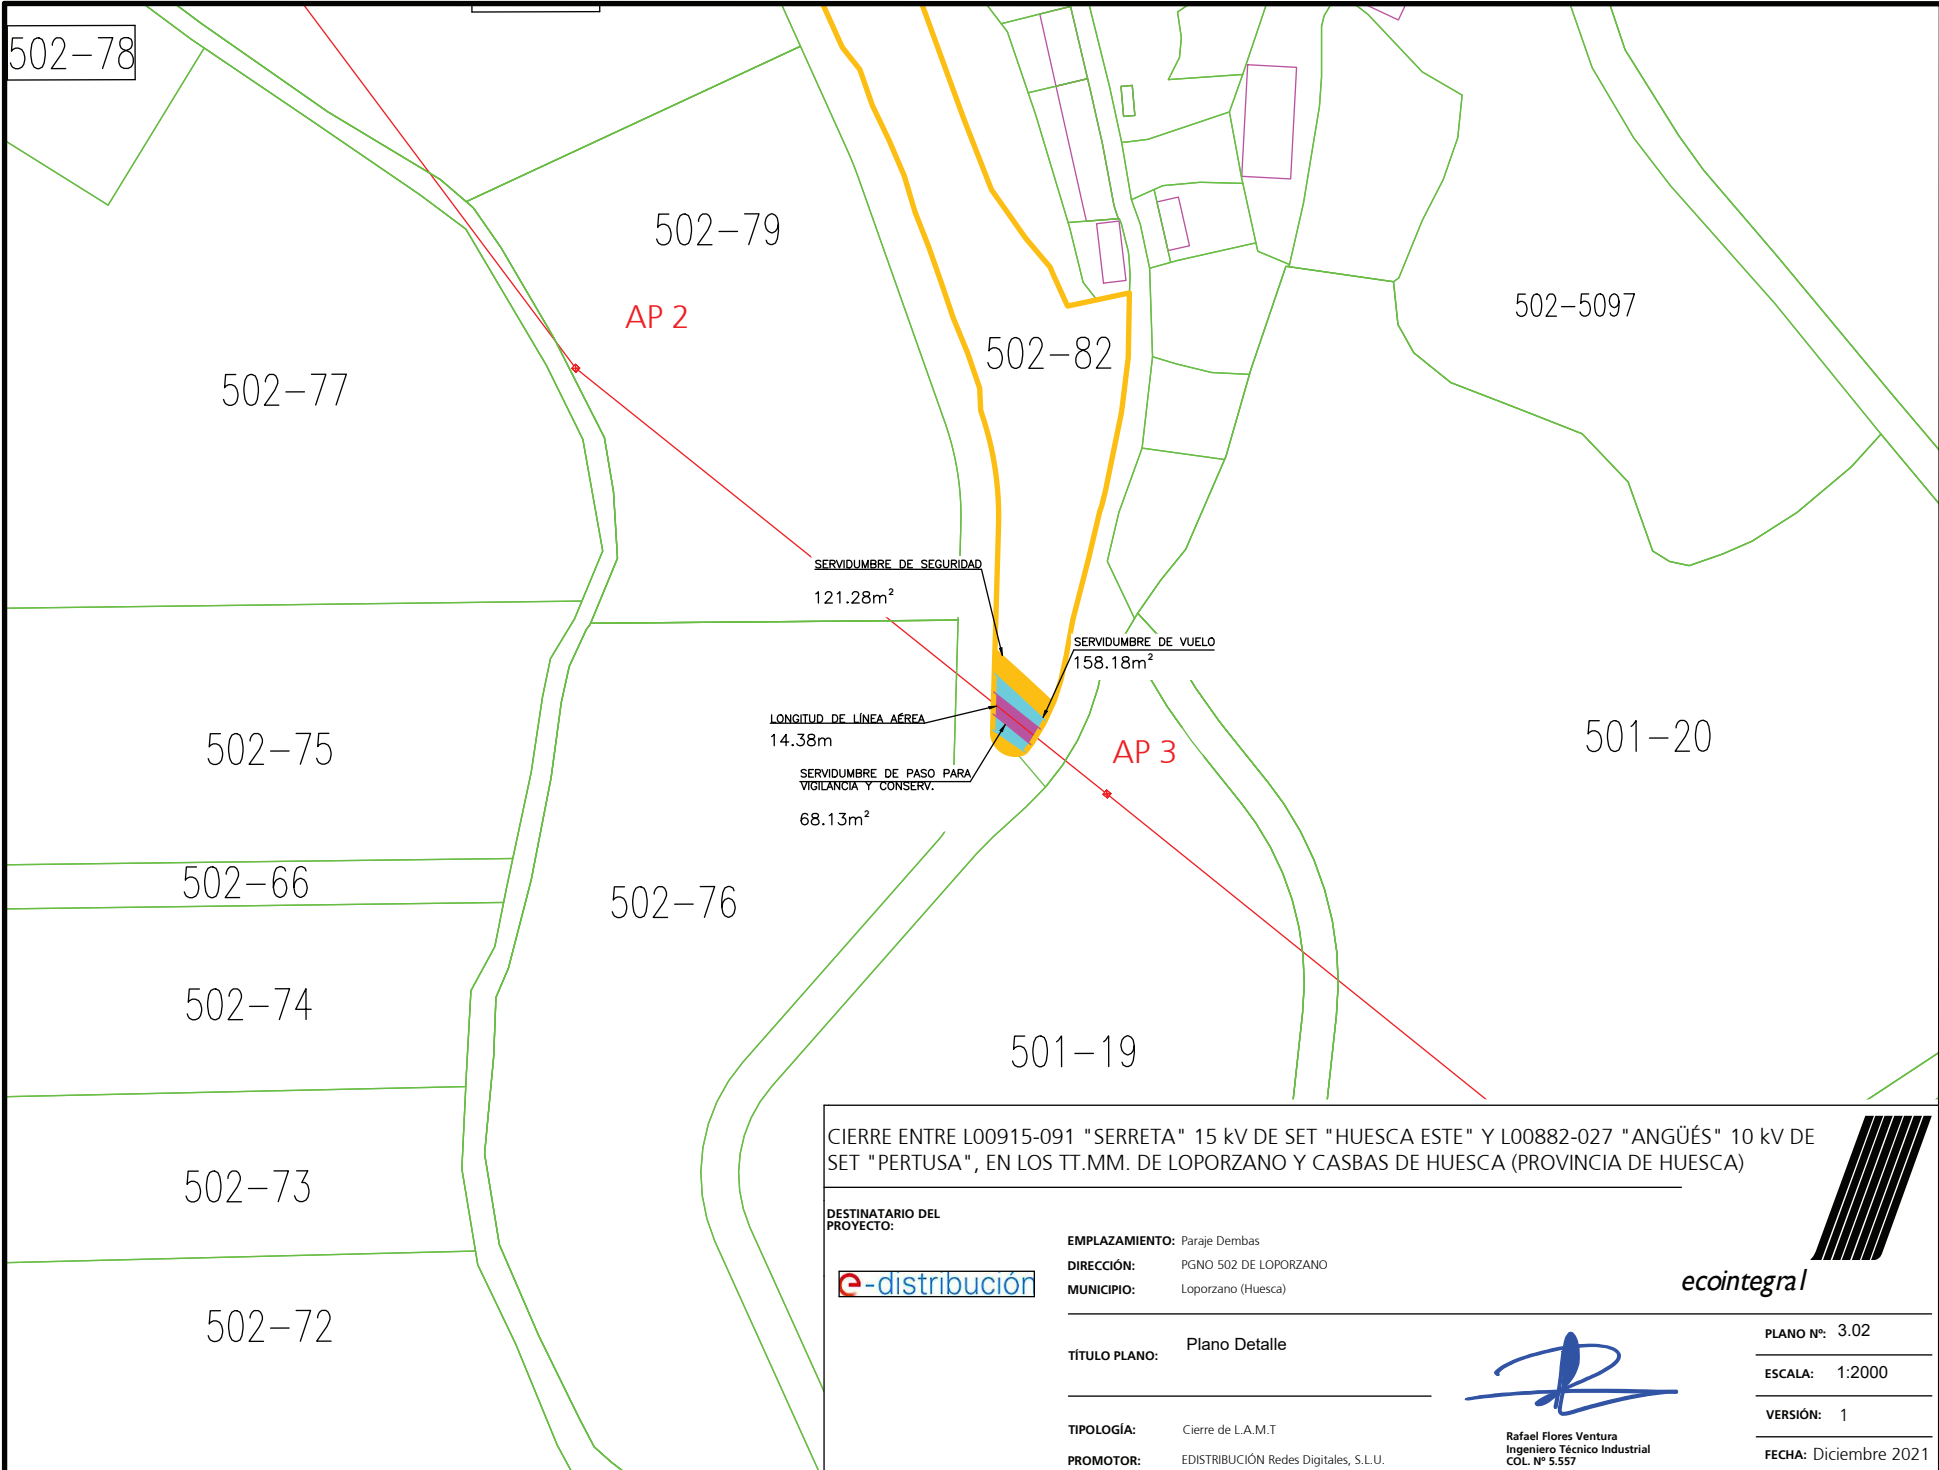 502-78
502-79
AP 2
502-5097
502-82
502-77
SERVIDUMBRE DE SEGURIDAD
121.28m²
SERVIDUMBRE DE VUELO
158.18m²
LONGITUD DE LÍNEA AÉREA
14.38m
AP 3
501-20
502-75
SERVIDUMBRE DE PASO PARA
VIGILANCIA Y CONSERV.
68.13m²
502-66
502-76
502-74
501-19
502-73
502-72
CIERRE ENTRE L00915-091 "SERRETA" 15 kV DE SET "HUESCA ESTE" Y L00882-027 "ANGÜÉS" 10 kV DE
SET "PERTUSA", EN LOS TT.MM. DE LOPORZANO Y CASBAS DE HUESCA (PROVINCIA DE HUESCA)
DESTINATARIO DEL
PROYECTO:
e-distribución
EMPLAZAMIENTO: Paraje Dembas
DIRECCIÓN: PGNO 502 DE LOPORZANO
MUNICIPIO: Loporzano (Huesca)
ecointegral
TÍTULO PLANO: Plano Detalle
PLANO Nº: 3.02
ESCALA: 1:2000
VERSIÓN: 1
FECHA: Diciembre 2021
TIPOLOGÍA: Cierre de L.A.M.T
PROMOTOR: EDISTRIBUCIÓN Redes Digitales, S.L.U.
Rafael Flores Ventura
Ingeniero Técnico Industrial
COL. Nº 5.557